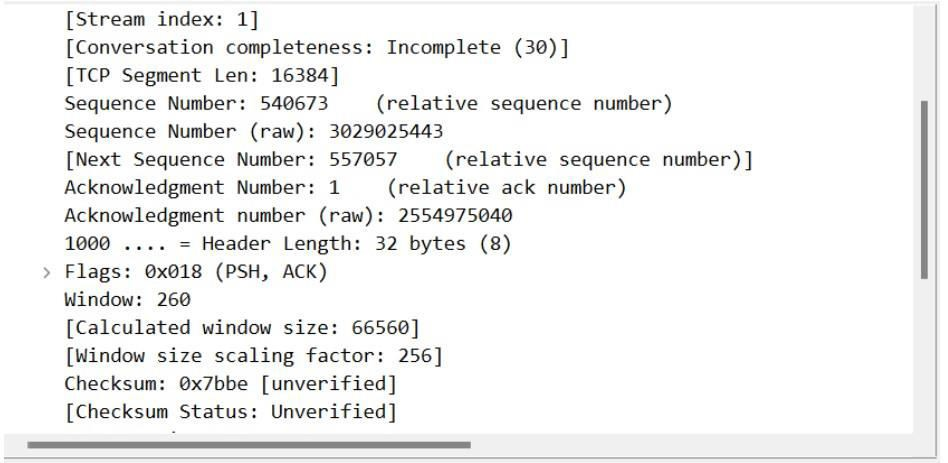 [Stream index: 1]
[Conversation completeness: Incomplete (30)]
[TCP Segment Len: 16384]
Sequence Number: 540673    (relative sequence number)
Sequence Number (raw): 3029025443
[Next Sequence Number: 557057    (relative sequence number)]
Acknowledgment Number: 1    (relative ack number)
Acknowledgment number (raw): 2554975040
1000 .... = Header Length: 32 bytes (8)
Flags: 0x018 (PSH, ACK)
Window: 260
[Calculated window size: 66560]
[Window size scaling factor: 256]
Checksum: 0x7bbe [unverified]
[Checksum Status: Unverified]